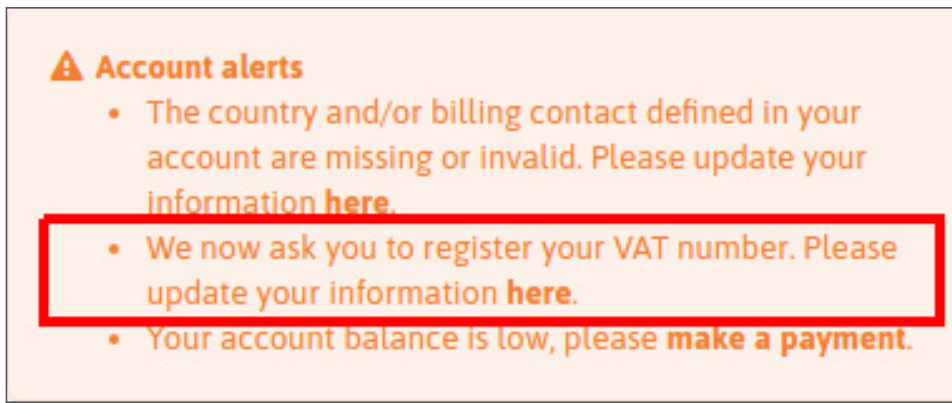 Account alerts
• The country and/or billing contact defined in your
account are missing or invalid. Please update your
information here.
• We now ask you to register your VAT number. Please
update your information here.
• Your account balance is low, please make a payment.